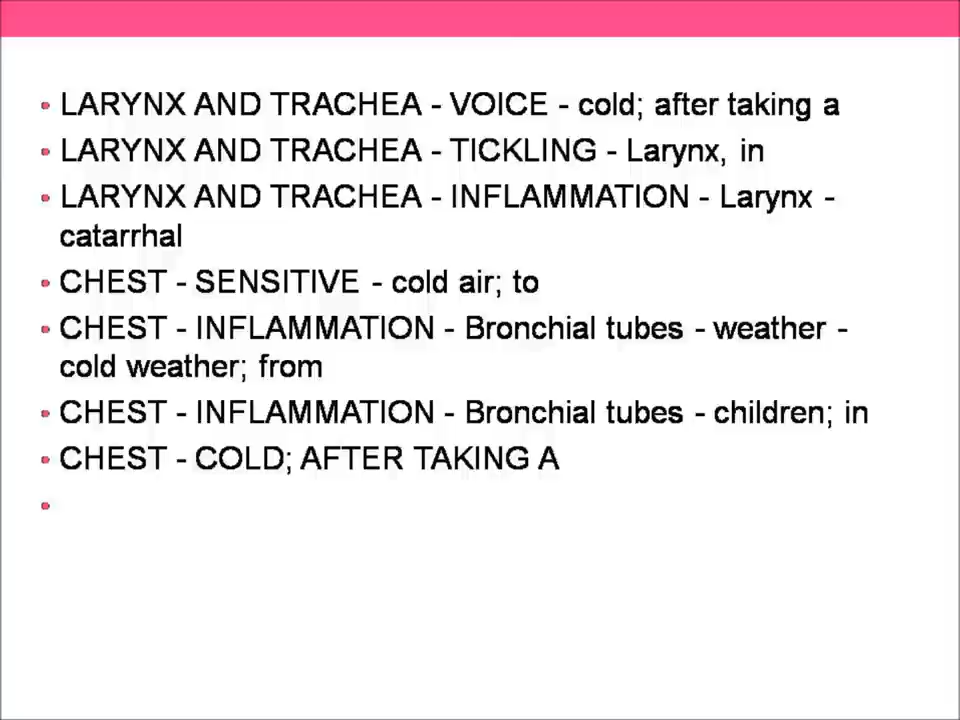 • LARYNX AND TRACHEA - VOICE - cold; after taking a
• LARYNX AND TRACHEA - TICKLING - Larynx, in
• LARYNX AND TRACHEA - INFLAMMATION - Larynx -
catarrhal
• CHEST - SENSITIVE - cold air; to
• CHEST - INFLAMMATION - Bronchial tubes - weather -
cold weather; from
• CHEST - INFLAMMATION - Bronchial tubes - children; in
• CHEST - COLD; AFTER TAKING A
•